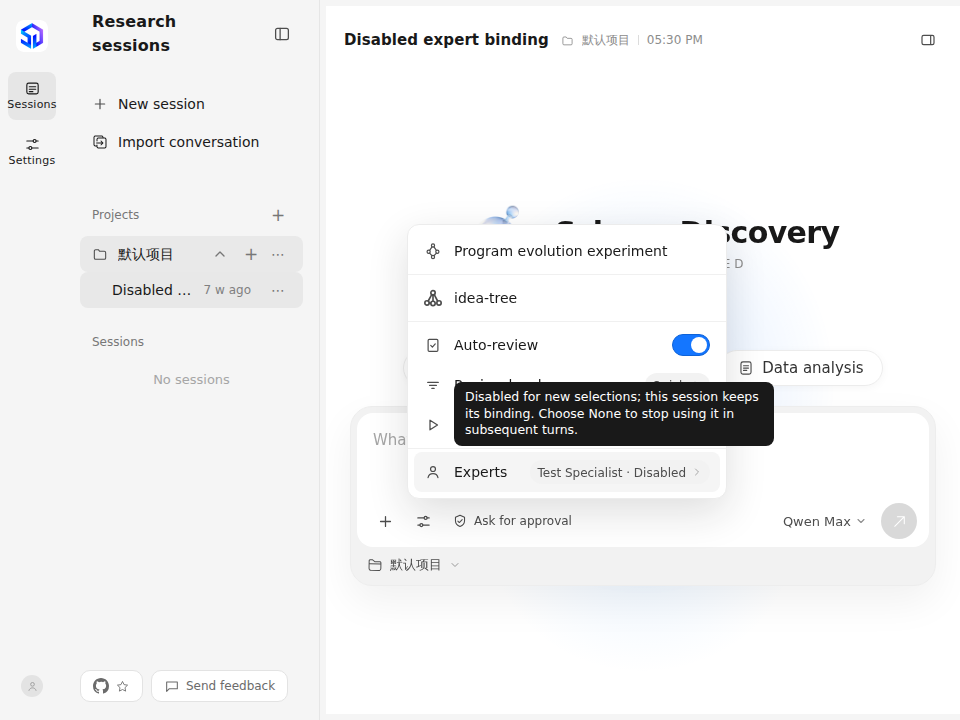 Research
sessions
Sessions
Settings
New session
Import conversation
Projects
默认项目
Disabled ... 7 w ago
Sessions
No sessions
Send feedback
Disabled expert binding 默认项目 05:30 PM
Discovery
Program evolution experiment
idea-tree
Auto-review
Disabled for new selections; this session keeps
its binding. Choose None to stop using it in
subsequent turns.
Experts Test Specialist · Disabled
Data analysis
Ask for approval
Qwen Max
默认项目